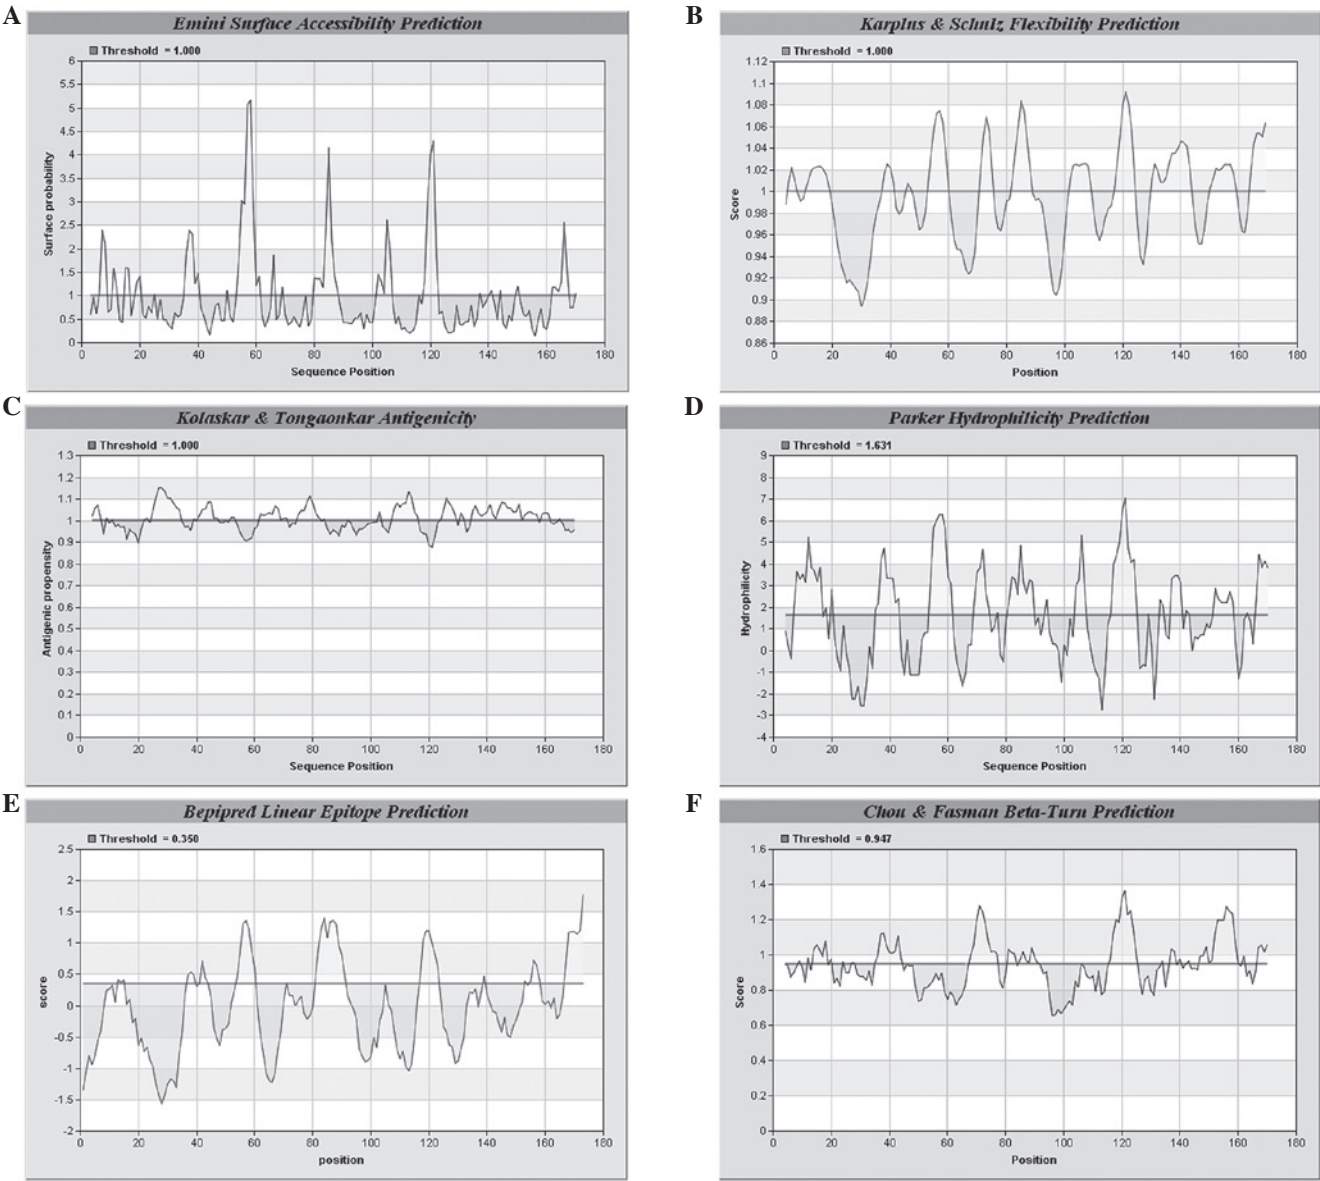 A
Emini Surface Accessibility Prediction
Threshold = 1.000
6
5.5
5
4.5
4
3.5
3
2.5
2
1.5
1
0.5
0
Surface probability
0 20 40 60 80 100 120 140 160 180
Sequence Position
B
Karplus & Schulz Flexibility Prediction
Threshold = 1.000
1.12
1.1
1.08
1.06
1.04
1.02
1
0.98
0.96
0.94
0.92
0.9
0.88
0.86
Score
0 20 40 60 80 100 120 140 160 180
Position
C
Kolaskar & Tongaonkar Antigenicity
Threshold = 1.000
1.3
1.2
1.1
1
0.9
0.8
0.7
0.6
0.5
0.4
0.3
0.2
0.1
0
Antigenic propensity
0 20 40 60 80 100 120 140 160 180
Sequence Position
D
Parker Hydrophilicity Prediction
Threshold = 1.631
9
8
7
6
5
4
3
2
1
0
-1
-2
-3
-4
Hydrophilicity
0 20 40 60 80 100 120 140 160 180
Sequence Position
E
Bepipred Linear Epitope Prediction
Threshold = 0.350
2.5
2
1.5
1
0.5
0
-0.5
-1
-1.5
-2
score
0 20 40 60 80 100 120 140 160 180
position
F
Chou & Fasman Beta-Turn Prediction
Threshold = 0.947
1.6
1.4
1.2
1
0.8
0.6
0.4
0.2
0
Score
0 20 40 60 80 100 120 140 160 180
Position